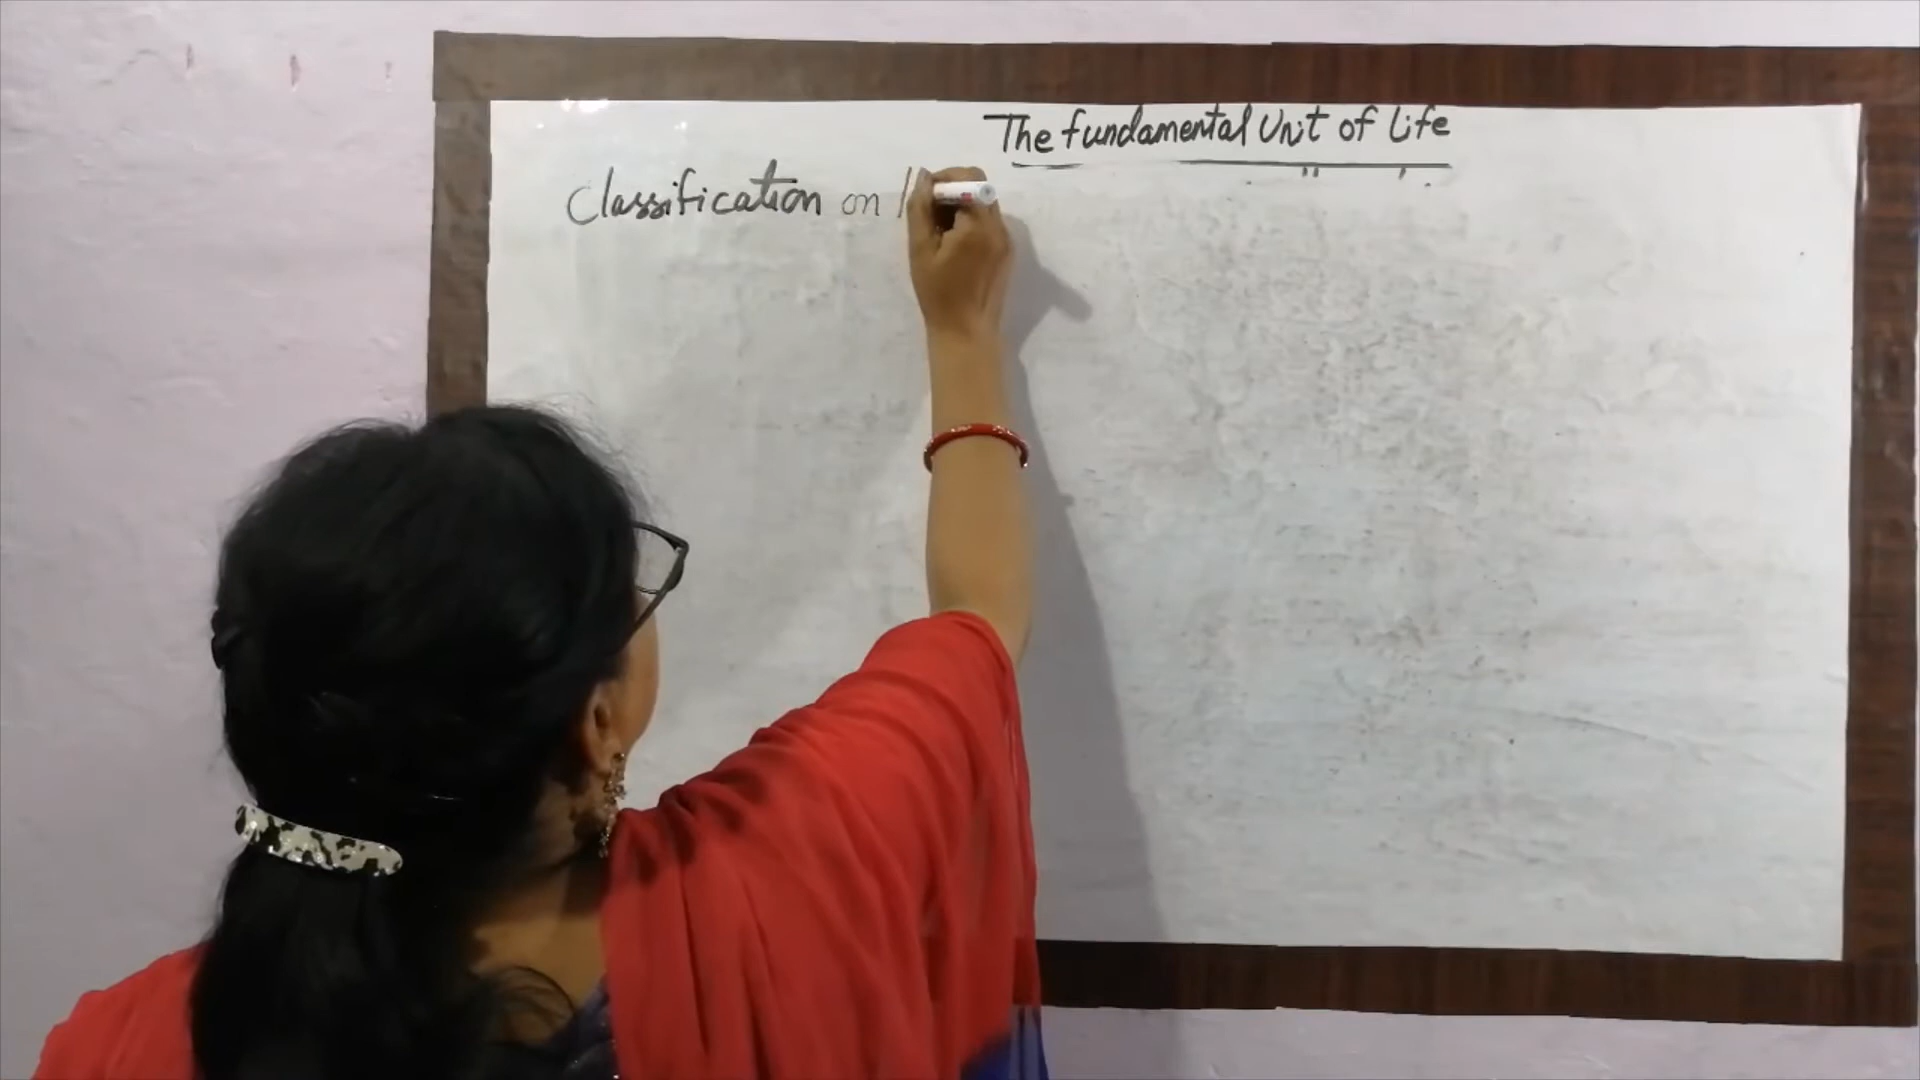 The fundamental Unit of Life
Classification on